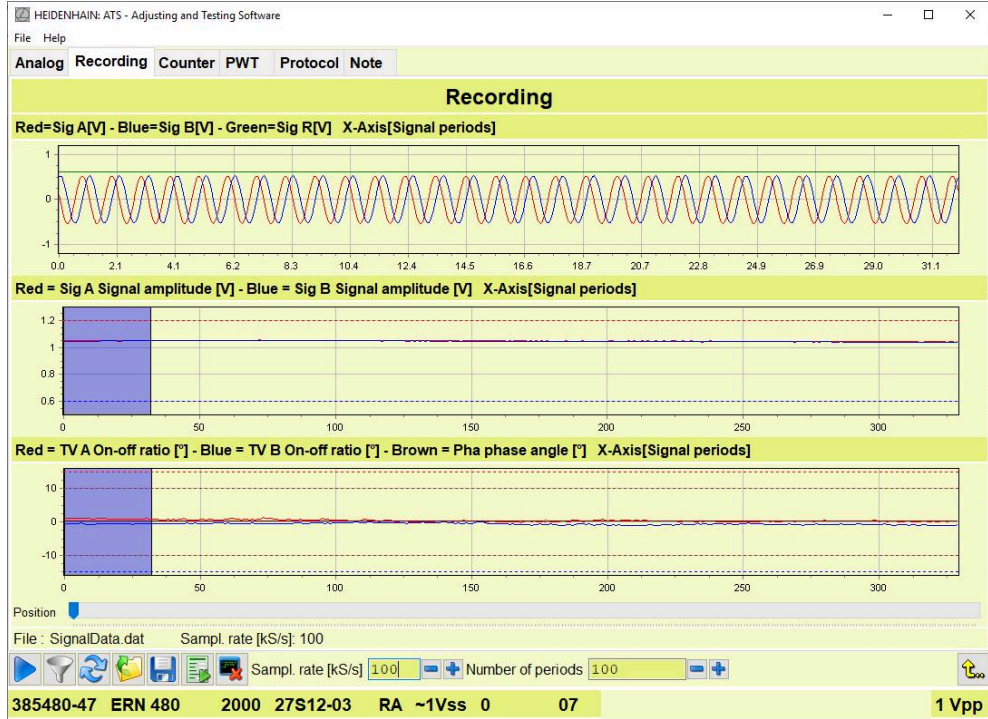 HEIDENHAIN: ATS - Adjusting and Testing Software
File Help
Analog Recording Counter PWT Protocol Note
Recording
Red=Sig A[V] - Blue=Sig B[V] - Green=Sig R[V] X-Axis[Signal periods]
1
0
-1
0.0 2.1 4.1 6.2 8.3 10.4 12.4 14.5 16.6 18.7 20.7 22.8 24.9 26.9 29.0 31.1
Red = Sig A Signal amplitude [V] - Blue = Sig B Signal amplitude [V] X-Axis[Signal periods]
1.2
1
0.8
0.6
0 50 100 150 200 250 300
Red = TV A On-off ratio [°] - Blue = TV B On-off ratio [°] - Brown = Pha phase angle [°] X-Axis[Signal periods]
10
0
-10
0 50 100 150 200 250 300
Position
File : SignalData.dat Sampl. rate [kS/s]: 100
Sampl. rate [kS/s] 100 Number of periods 100
385480-47 ERN 480 2000 27S12-03 RA ~1Vss 0 07 1 Vpp